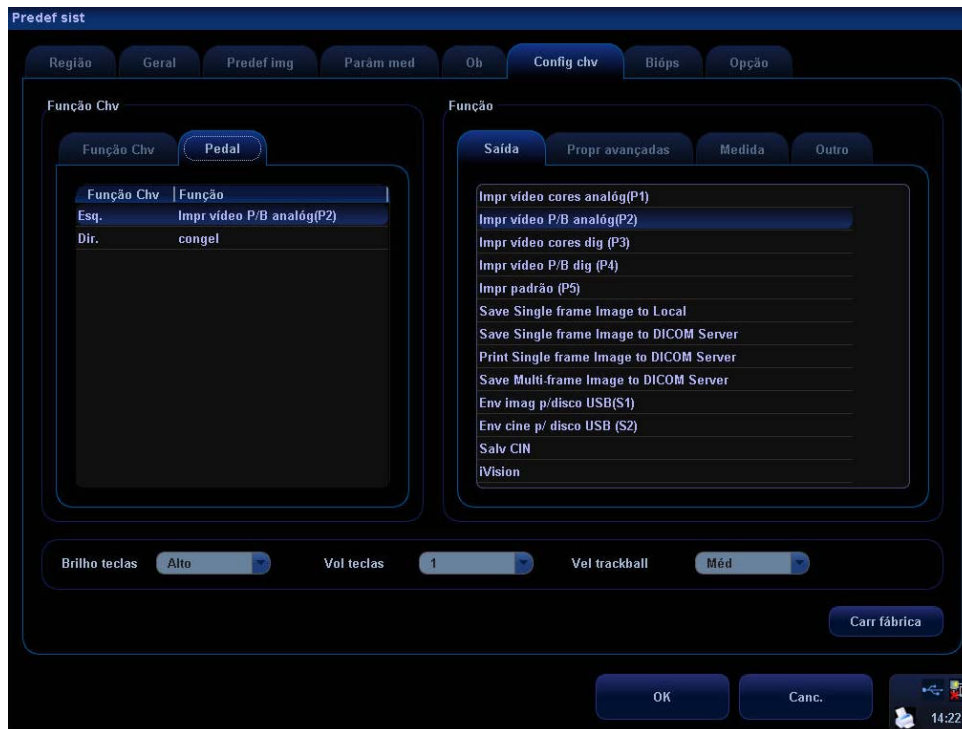 Predef sist
Região Geral Predef img Parâm med Ob Config chv Bióps Opção
Função Chv
Função Chv Pedal
Função Chv Função
Esq. Impr vídeo P/B analóg(P2)
Dir. congel
Função
Saída Propr avançadas Medida Outro
Impr vídeo cores analóg(P1)
Impr vídeo P/B analóg(P2)
Impr vídeo cores dig (P3)
Impr vídeo P/B dig (P4)
Impr padrão (P5)
Save Single frame Image to Local
Save Single frame Image to DICOM Server
Print Single frame Image to DICOM Server
Save Multi-frame Image to DICOM Server
Env imag p/disco USB(S1)
Env cine p/ disco USB (S2)
Salv CIN
iVision
Brilho teclas Alto Vol teclas 1 Vel trackball Méd
Carr fábrica
OK Canc.
14:22